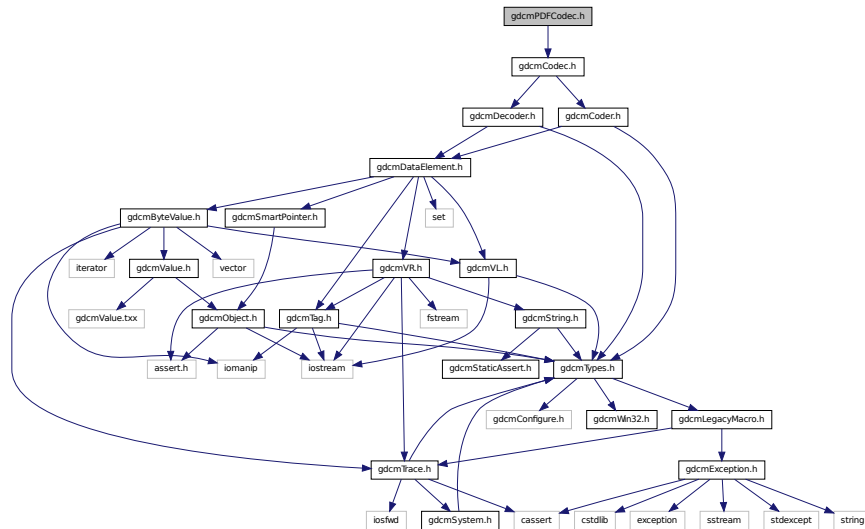 gdcmPDFCodec.h
gdcmCodec.h
gdcmDecoder.h
gdcmCoder.h
gdcmDataElement.h
gdcmByteValue.h
gdcmSmartPointer.h
set
iterator
gdcmValue.h
vector
gdcmVR.h
gdcmVL.h
gdcmValue.txx
gdcmObject.h
gdcmTag.h
fstream
gdcmString.h
assert.h
iomanip
iostream
gdcmStaticAssert.h
gdcmTypes.h
gdcmConfigure.h
gdcmWin32.h
gdcmLegacyMacro.h
gdcmTrace.h
gdcmException.h
iosfwd
gdcmSystem.h
cassert
cstdlib
exception
sstream
stdexcept
string